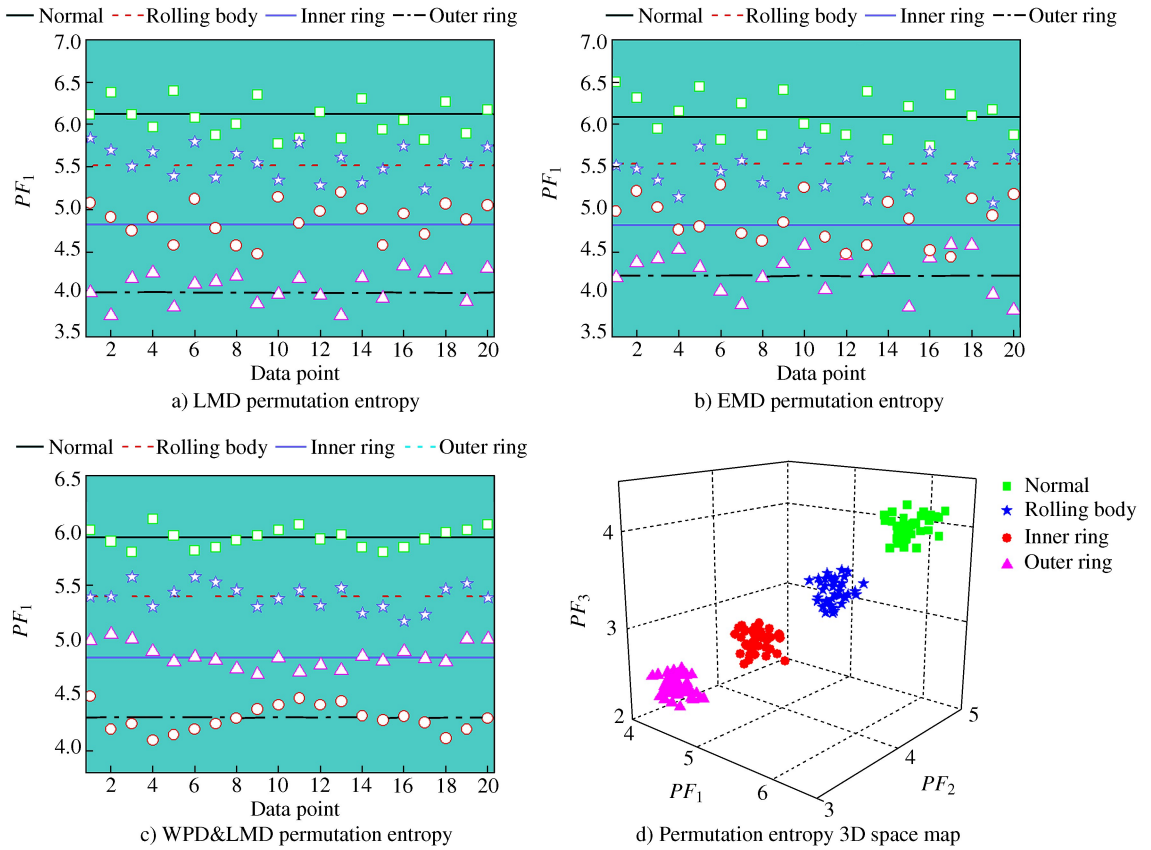 Normal Rolling body Inner ring Outer ring
7.0
6.5
6.0
5.5
5.0
4.5
4.0
3.5
PF1
2 4 6 8 10 12 14 16 18 20
Data point
a) LMD permutation entropy
Normal Rolling body Inner ring Outer ring
7.0
6.5
6.0
5.5
5.0
4.5
4.0
3.5
PF1
2 4 6 8 10 12 14 16 18 20
Data point
b) EMD permutation entropy
Normal Rolling body Inner ring Outer ring
6.5
6.0
5.5
5.0
4.5
4.0
PF1
2 4 6 8 10 12 14 16 18 20
Data point
c) WPD&LMD permutation entropy
Normal
Rolling body
Inner ring
Outer ring
4
3
2
PF3
4
5
6
PF1
3
4
5
PF2
d) Permutation entropy 3D space map